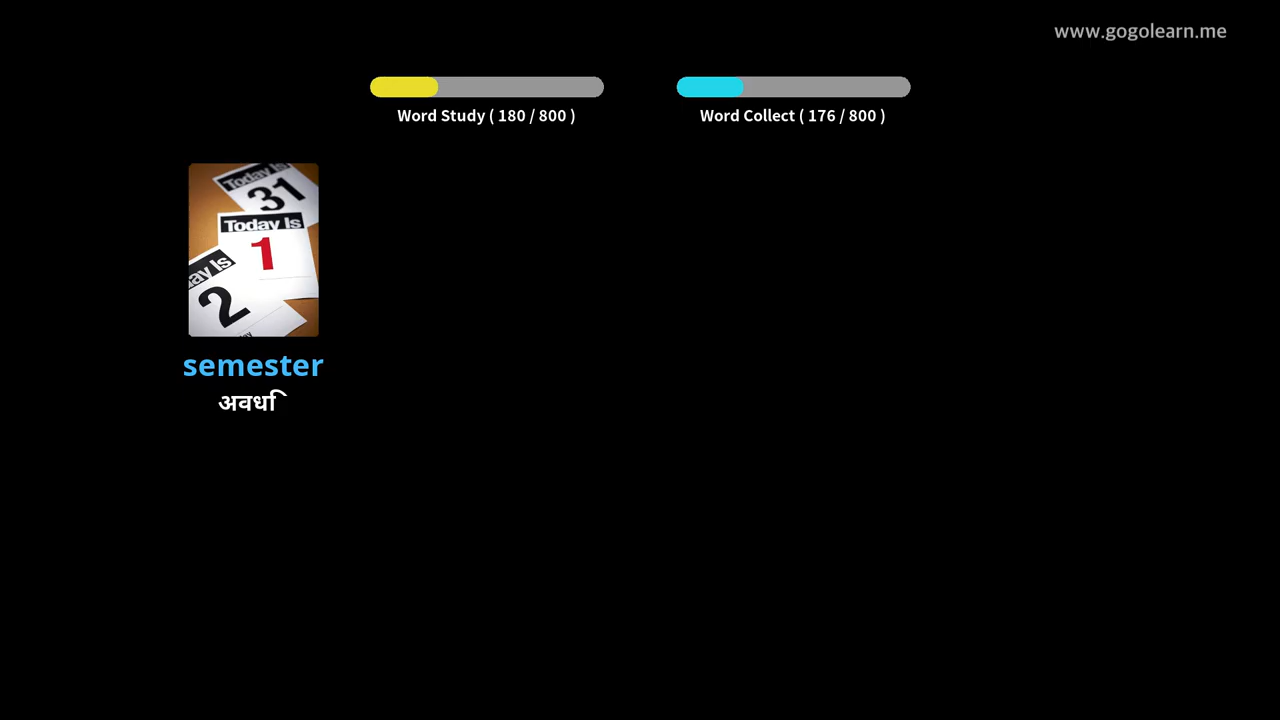 www.gogolearn.me
Word Study ( 180 / 800 )
Word Collect ( 176 / 800 )
Today Is
31
Today Is
1
ay Is
2
semester
अवधि